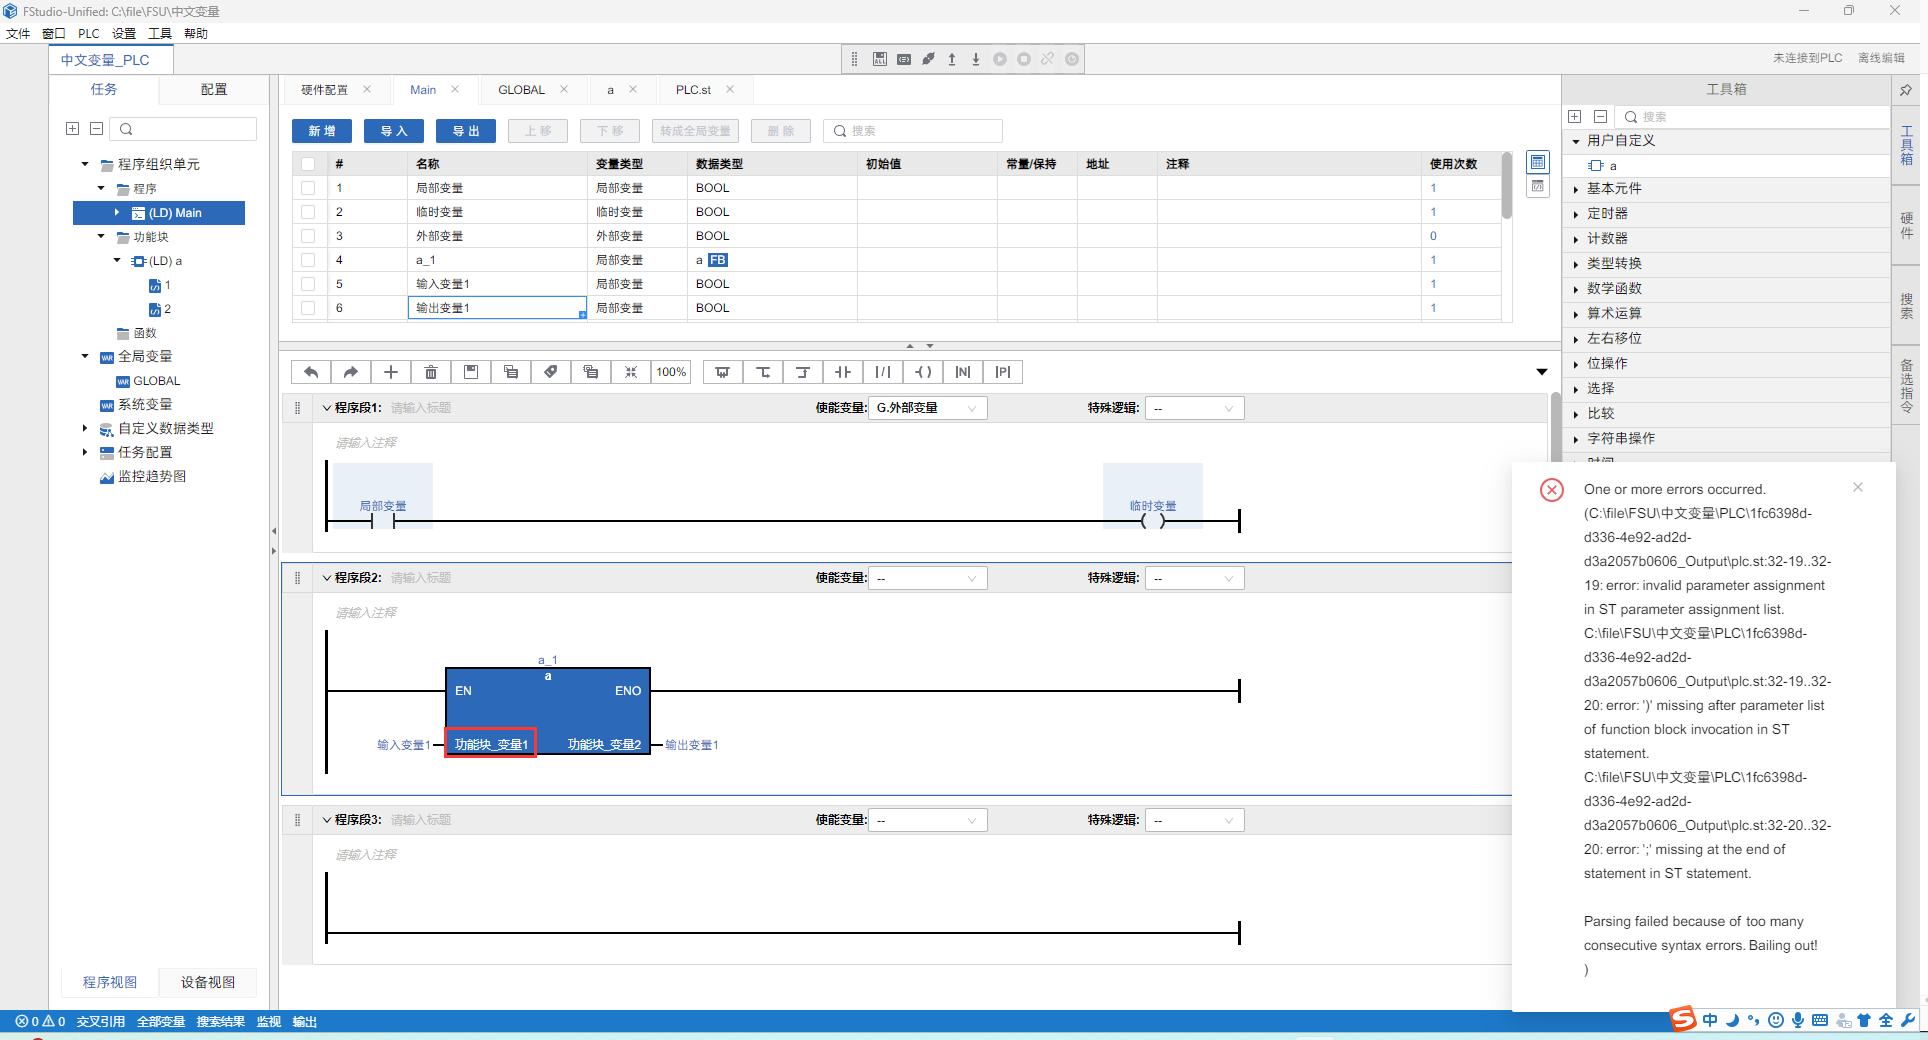 FStudio-Unified: C:\file\FSU\中文变量
文件 窗口 PLC 设置 工具 帮助
中文变量_PLC
ALL
未连接到PLC 离线编辑
任务 配置
程序组织单元
程序
(LD) Main
功能块
(LD) a
1
2
函数
VAR 全局变量
VAR GLOBAL
VAR 系统变量
自定义数据类型
任务配置
监控趋势图
程序视图 设备视图
硬件配置 Main GLOBAL a PLC.st
新增 导入 导出 上移 下移 转成全局变量 删除 搜索
# 名称 变量类型 数据类型 初始值 常量/保持 地址 注释 使用次数
1 局部变量 局部变量 BOOL 1
2 临时变量 临时变量 BOOL 1
3 外部变量 外部变量 BOOL 0
4 a_1 局部变量 a FB 1
5 输入变量1 局部变量 BOOL 1
6 输出变量1 局部变量 BOOL 1
100%
程序段1: 请输入标题 使能变量: G.外部变量 特殊逻辑: --
请输入注释
局部变量 临时变量
程序段2: 请输入标题 使能变量: -- 特殊逻辑: --
请输入注释
a_1
a
EN ENO
输入变量1 功能块_变量1 功能块_变量2 输出变量1
程序段3: 请输入标题 使能变量: -- 特殊逻辑: --
请输入注释
工具箱
搜索
用户自定义
a
基本元件
定时器
计数器
类型转换
数学函数
算术运算
左右移位
位操作
选择
比较
字符串操作
时间
工具箱
硬件
搜索
备选指令
One or more errors occurred.
(C:\file\FSU\中文变量\PLC\1fc6398d-
d336-4e92-ad2d-
d3a2057b0606_Output\plc.st:32-19..32-
19: error: invalid parameter assignment
in ST parameter assignment list.
C:\file\FSU\中文变量\PLC\1fc6398d-
d336-4e92-ad2d-
d3a2057b0606_Output\plc.st:32-19..32-
20: error: ')' missing after parameter list
of function block invocation in ST
statement.
C:\file\FSU\中文变量\PLC\1fc6398d-
d336-4e92-ad2d-
d3a2057b0606_Output\plc.st:32-20..32-
20: error: ';' missing at the end of
statement in ST statement.
Parsing failed because of too many
consecutive syntax errors. Bailing out!
)
0 0 交叉引用 全部变量 搜索结果 监视 输出
S 中 全